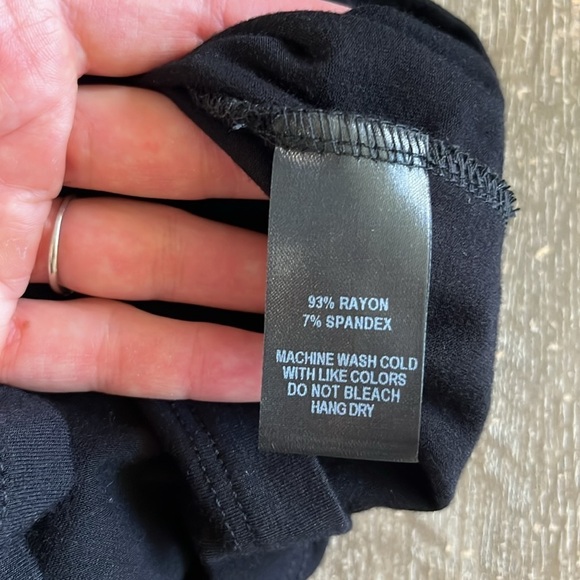 93% RAYON
7% SPANDEX
MACHINE WASH COLD
WITH LIKE COLORS
DO NOT BLEACH
HANG DRY